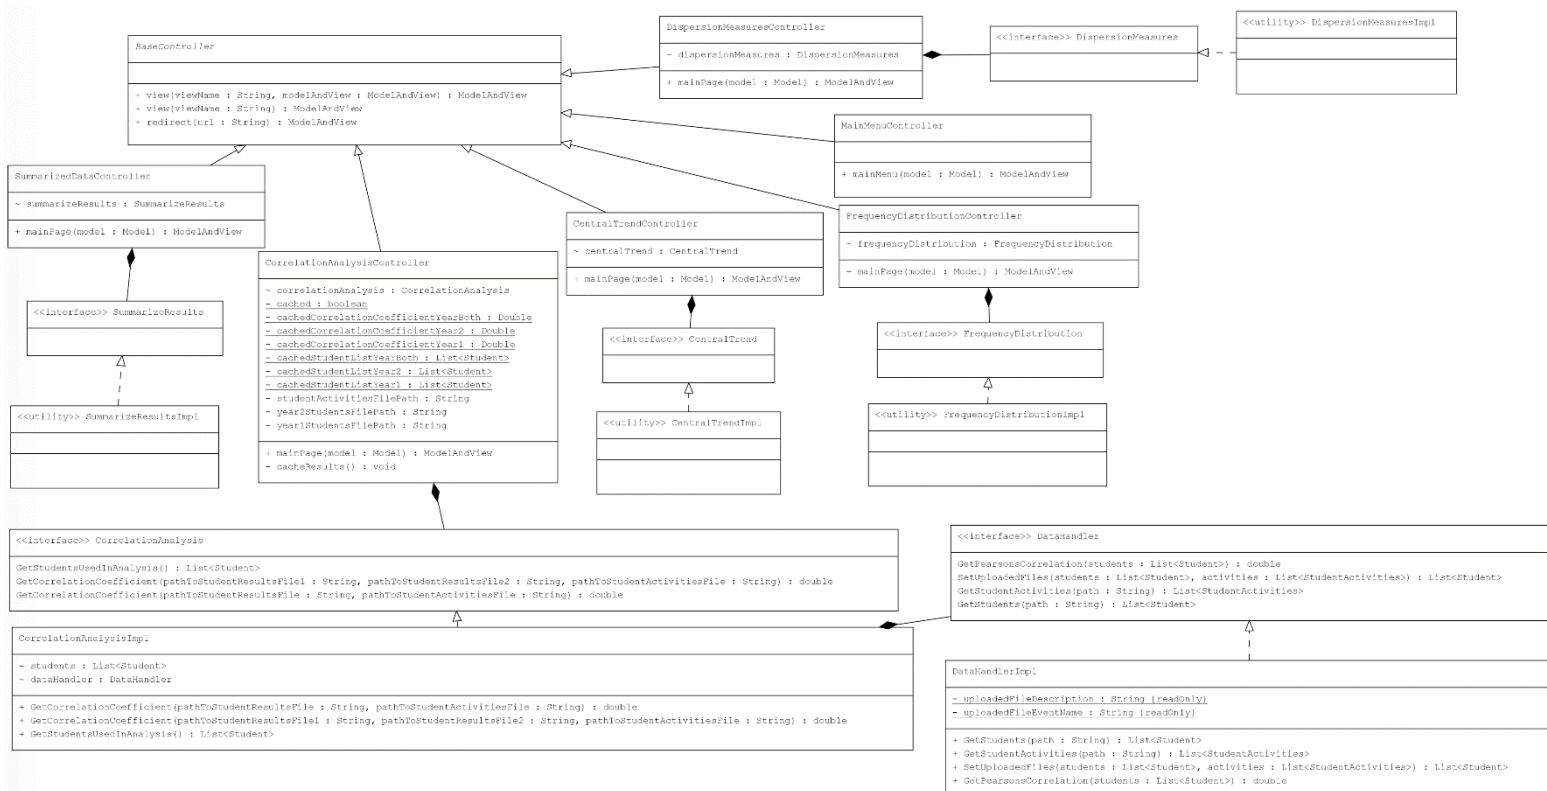 BaseController
+ view(viewName : String, modelAndView : ModelAndView) : ModelAndView
+ view(viewName : String) : ModelAndView
+ redirect(url : String) : ModelAndView
DispersionMeasuresController
~ dispersionMeasures : DispersionMeasures
+ mainPage(model : Model) : ModelAndView
<<interface>> DispersionMeasures
<<utility>> DispersionMeasuresImpl
MainMenuController
+ mainMenu(model : Model) : ModelAndView
SummarizedDataController
~ summarizeResults : SummarizeResults
+ mainPage(model : Model) : ModelAndView
<<interface>> SummarizeResults
<<utility>> SummarizeResultsImpl
CorrelationAnalysisController
~ correlationAnalysis : CorrelationAnalysis
- cached : boolean
- cachedCorrelationCoefficientYearBoth : Double
- cachedCorrelationCoefficientYear2 : Double
- cachedCorrelationCoefficientYear1 : Double
- cachedStudentListYearBoth : List<Student>
- cachedStudentListYear2 : List<Student>
- cachedStudentListYear1 : List<Student>
- studentActivitiesFilePath : String
- year2StudentsFilePath : String
- year1StudentsFilePath : String
+ mainPage(model : Model) : ModelAndView
- cacheResults() : void
CentralTrendController
~ centralTrend : CentralTrend
+ mainPage(model : Model) : ModelAndView
<<interface>> CentralTrend
<<utility>> CentralTrendImpl
FrequencyDistributionController
- frequencyDistribution : FrequencyDistribution
- mainPage(model : Model) : ModelAndView
<<interface>> FrequencyDistribution
<<utility>> FrequencyDistributionImpl
<<interface>> CorrelationAnalysis
GetStudentsUsedInAnalysis() : List<Student>
GetCorrelationCoefficient(pathToStudentResultsFile1 : String, pathToStudentResultsFile2 : String, pathToStudentActivitiesFile : String) : double
GetCorrelationCoefficient(pathToStudentResultsFile : String, pathToStudentActivitiesFile : String) : double
CorrelationAnalysisImpl
- students : List<Student>
~ dataHandler : DataHandler
+ GetCorrelationCoefficient(pathToStudentResultsFile : String, pathToStudentActivitiesFile : String) : double
+ GetCorrelationCoefficient(pathToStudentResultsFile1 : String, pathToStudentResultsFile2 : String, pathToStudentActivitiesFile : String) : double
+ GetStudentsUsedInAnalysis() : List<Student>
<<interface>> DataHandler
GetPearsonsCorrelation(students : List<Student>) : double
SetUploadedFiles(students : List<Student>, activities : List<StudentActivities>) : List<Student>
GetStudentActivities(path : String) : List<StudentActivities>
GetStudents(path : String) : List<Student>
DataHandlerImpl
- uploadedFileDescription : String {readOnly}
- uploadedFileEventName : String {readOnly}
+ GetStudents(path : String) : List<Student>
+ GetStudentActivities(path : String) : List<StudentActivities>
+ SetUploadedFiles(students : List<Student>, activities : List<StudentActivities>) : List<Student>
+ GetPearsonsCorrelation(students : List<Student>) : double